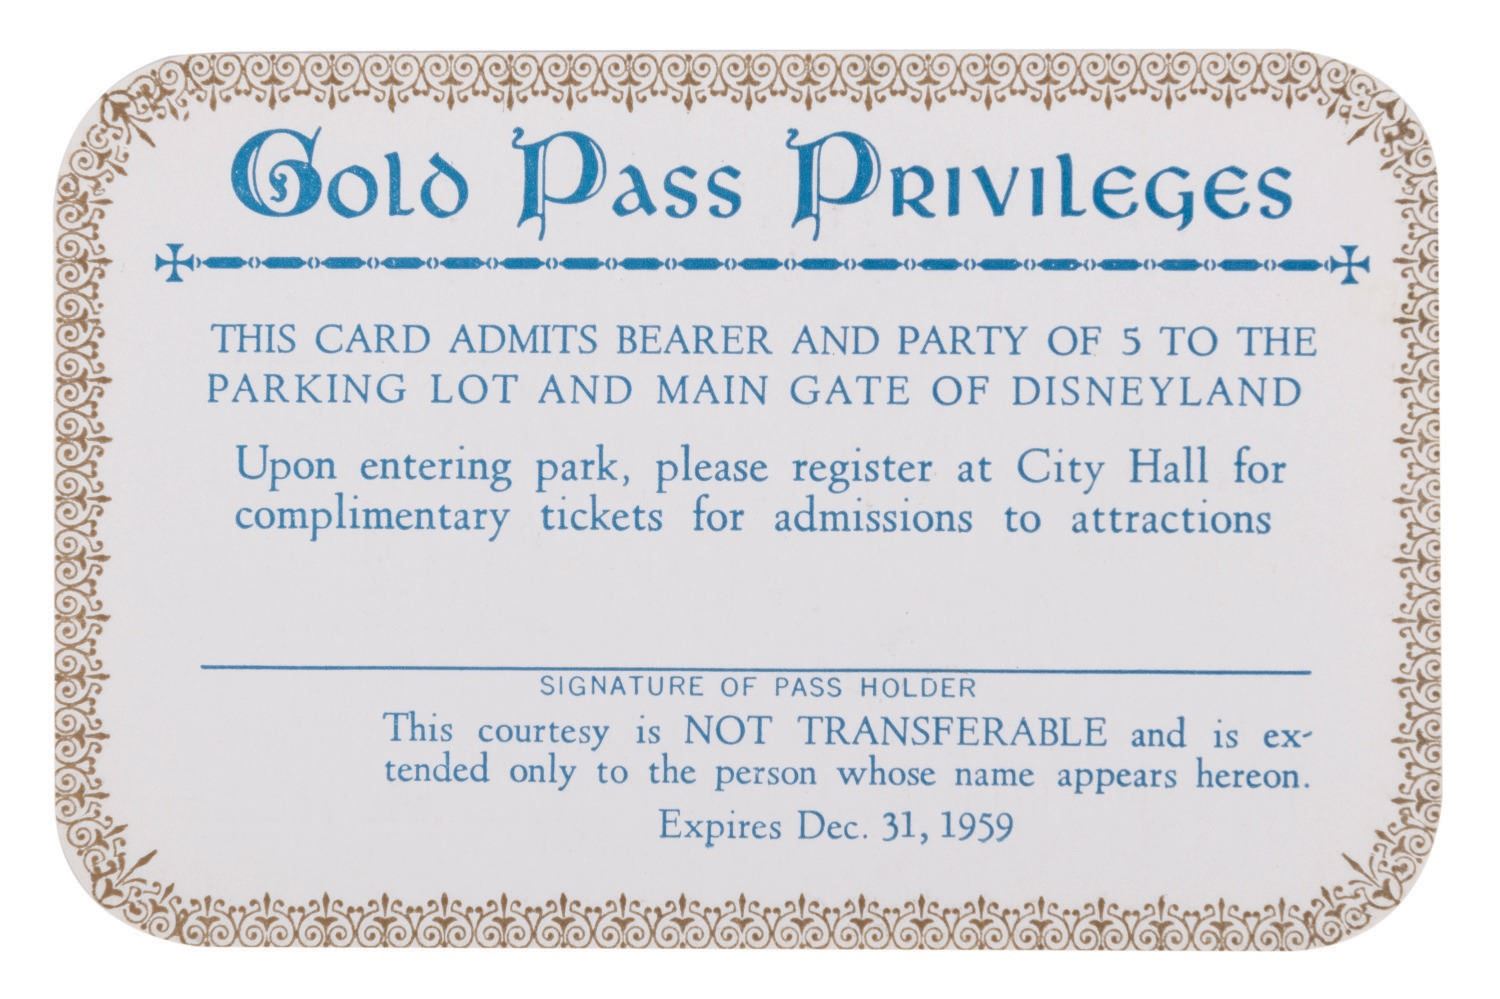 Gold Pass Privileges
THIS CARD ADMITS BEARER AND PARTY OF 5 TO THE
PARKING LOT AND MAIN GATE OF DISNEYLAND
Upon entering park, please register at City Hall for
complimentary tickets for admissions to attractions
SIGNATURE OF PASS HOLDER
This courtesy is NOT TRANSFERABLE and is ex-
tended only to the person whose name appears hereon.
Expires Dec. 31, 1959